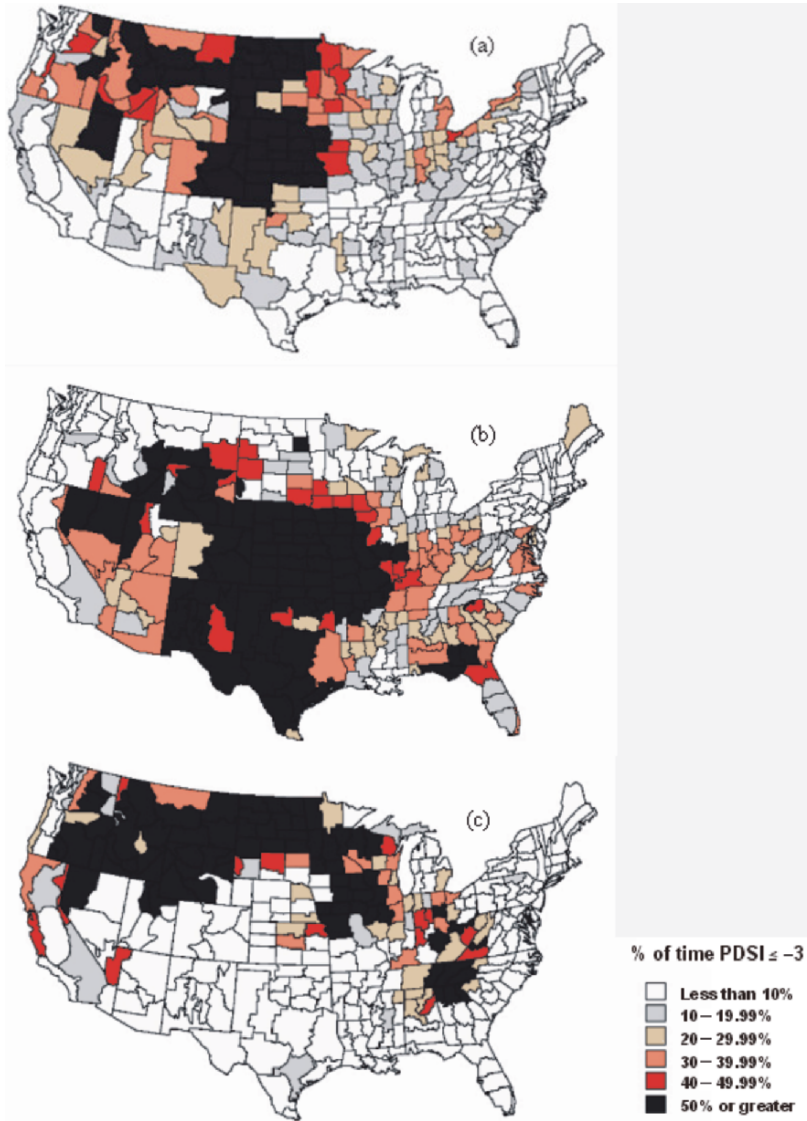 (a)
(b)
(c)
% of time PDSI ≤ −3
Less than 10%
10 – 19.99%
20 – 29.99%
30 – 39.99%
40 – 49.99%
50% or greater